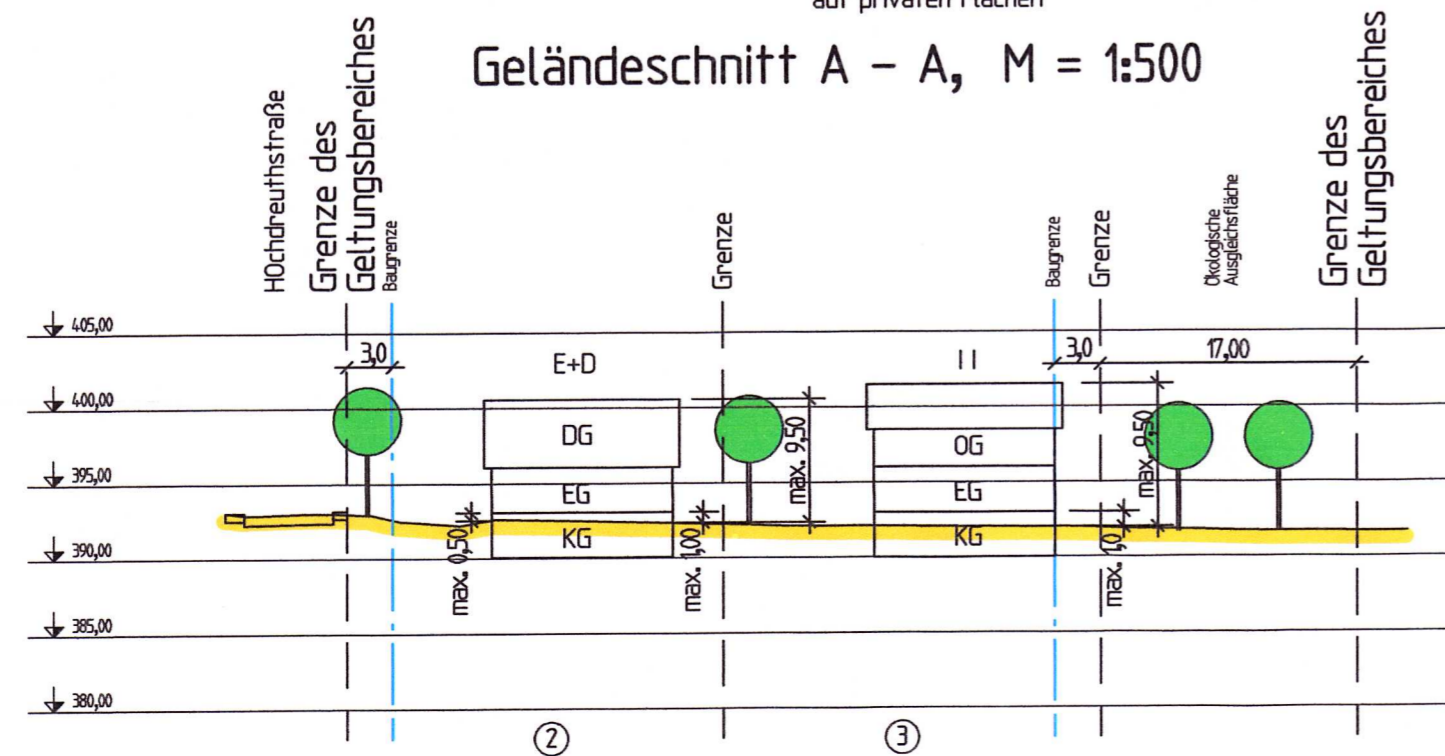 auf privaten Flächen
Geländeschnitt A – A, M = 1:500
HOchdreuthstraße
Grenze des
Geltungsbereiches
Baugrenze
Grenze
Baugrenze
Grenze
Ökologische
Ausgleichsfläche
Grenze des
Geltungsbereiches
405,00
3,0
E+D
II
3,0
17,00
400,00
DG
max. 9,50
OG
max. 9,50
395,00
EG
EG
390,00
max. 0,50
KG
max. 1,00
KG
max. 1,0
385,00
380,00
2
3